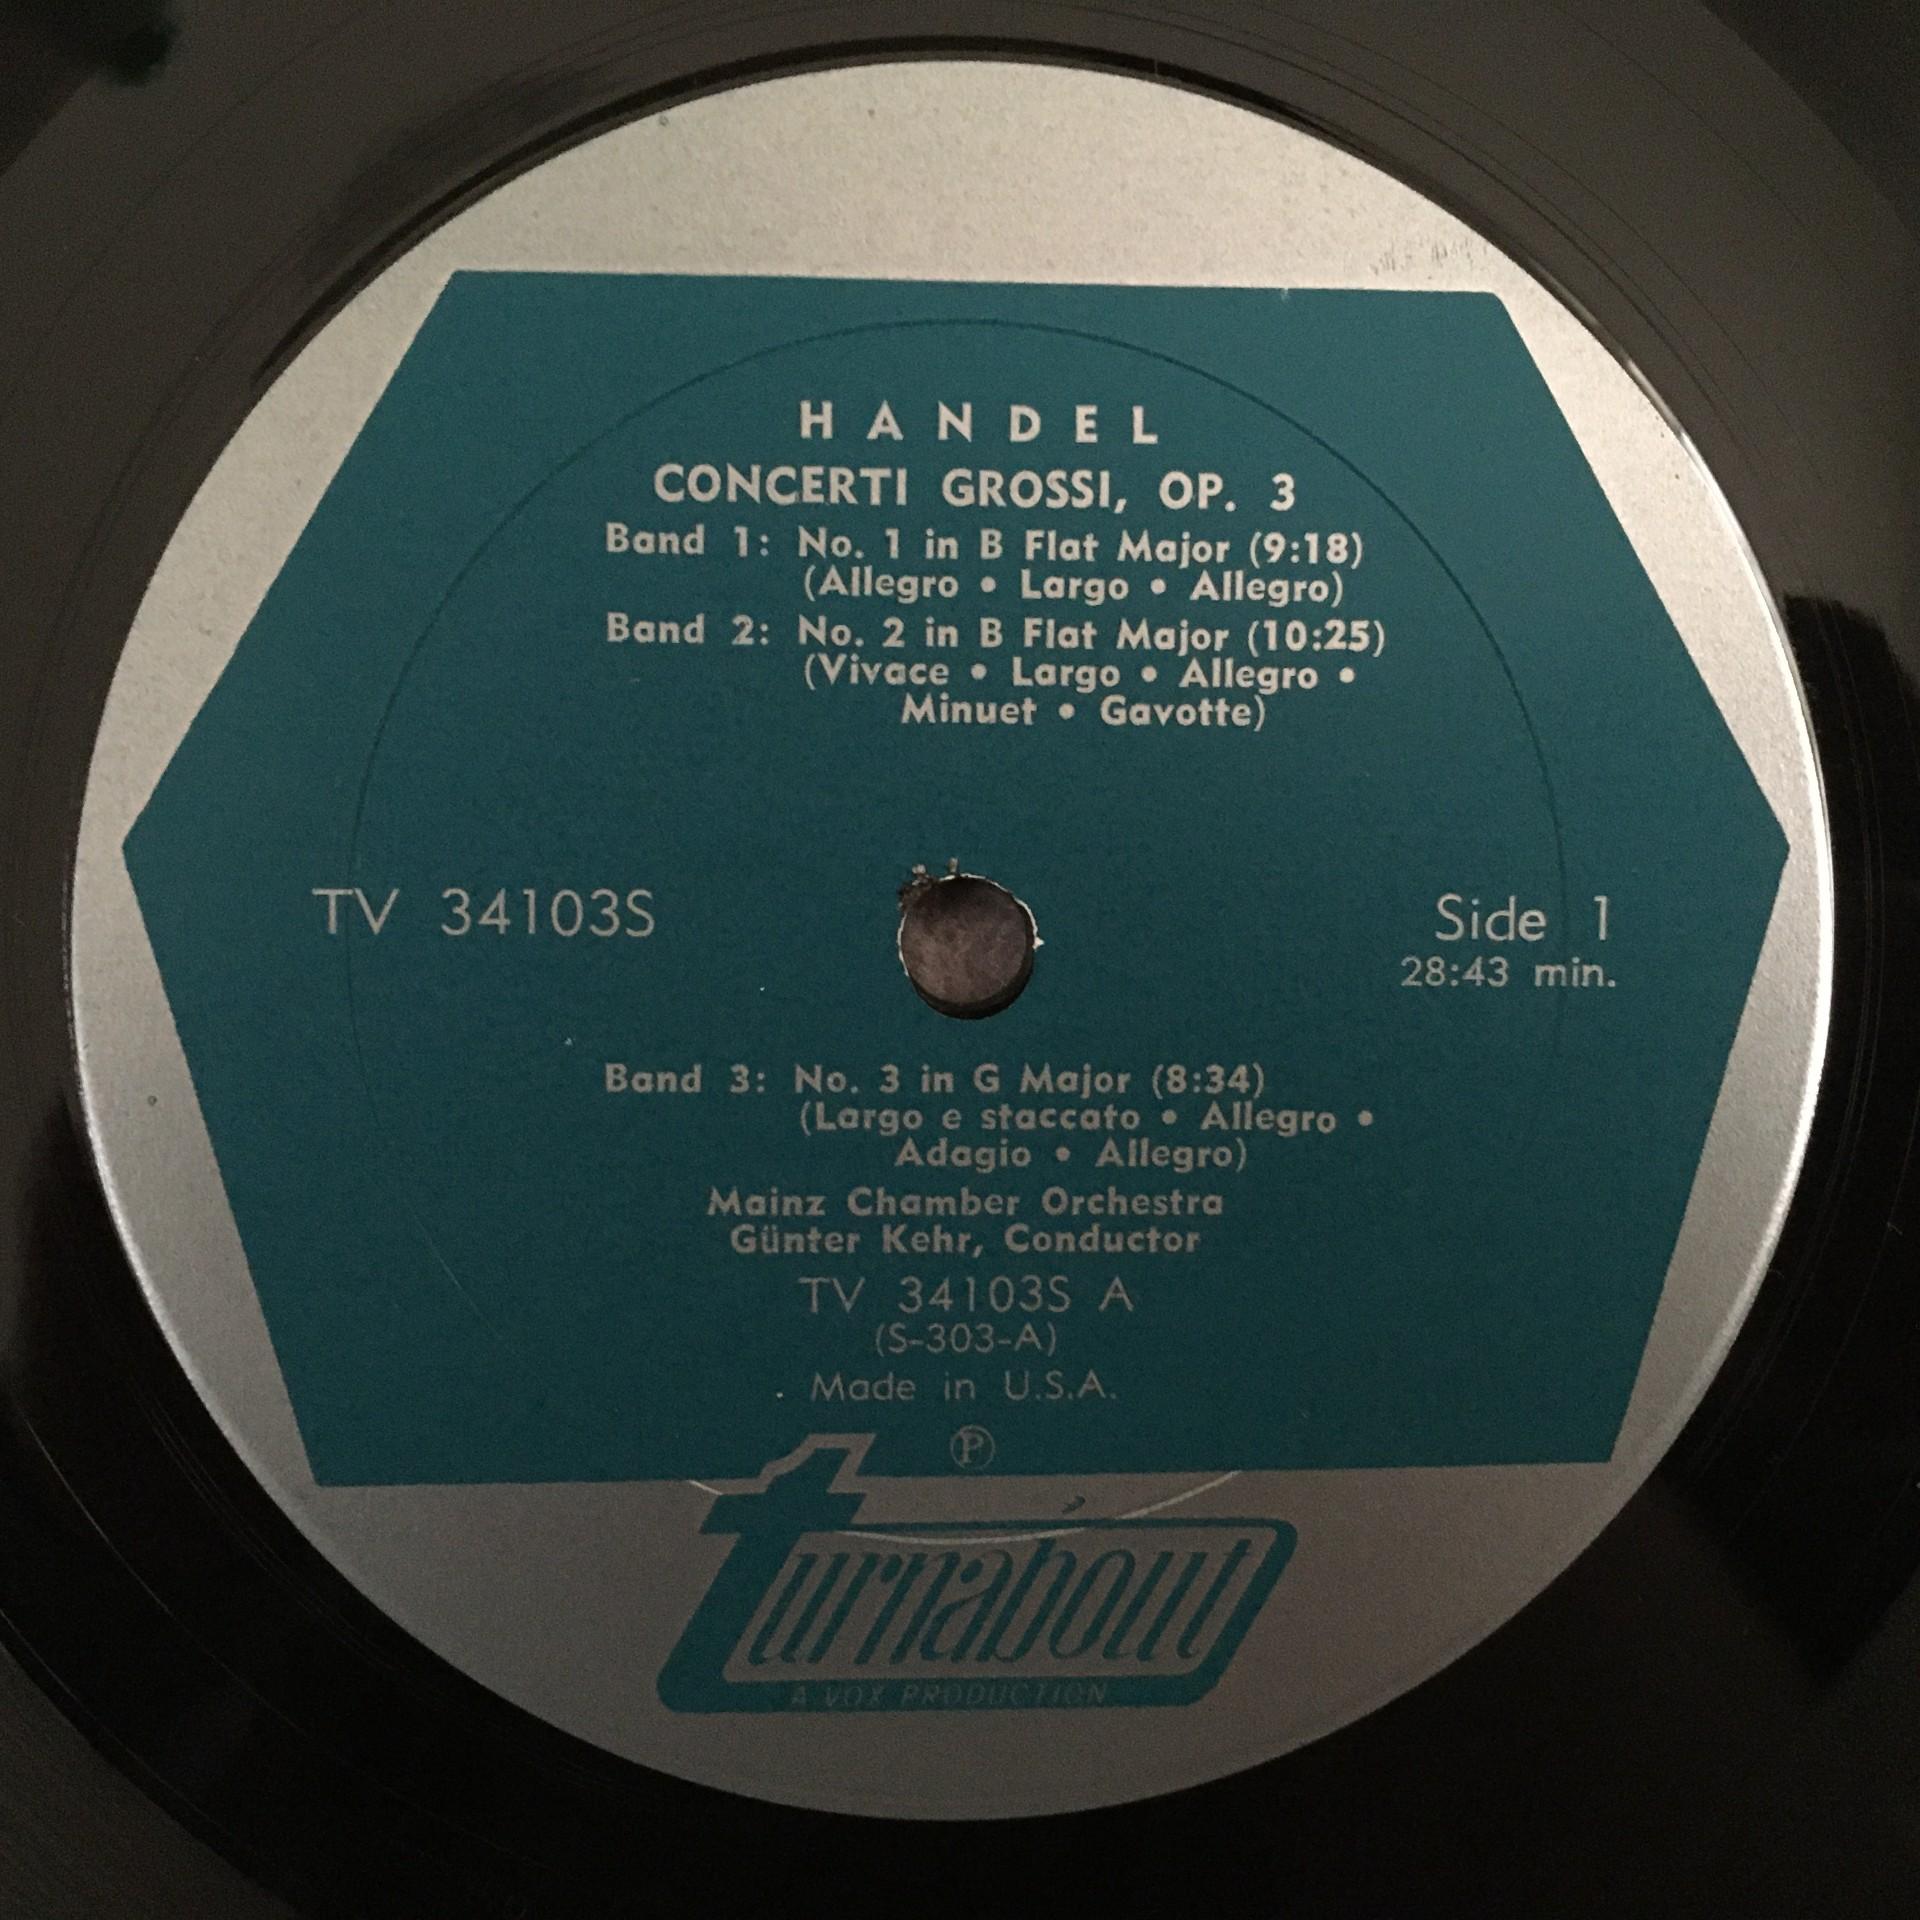 HANDEL
CONCERTI GROSSI, OP. 3
Band 1: No. 1 in B Flat Major (9:18)
(Allegro • Largo • Allegro)
Band 2: No. 2 in B Flat Major (10:25)
(Vivace • Largo • Allegro •
Minuet • Gavotte)
TV 34103S
Side 1
28:43 min.
Band 3: No. 3 in G Major (8:34)
(Largo e staccato • Allegro •
Adagio • Allegro)
Mainz Chamber Orchestra
Günter Kehr, Conductor
TV 34103S A
(S-303-A)
Made in U.S.A.
Ⓟ
turnabout
A VOX PRODUCTION